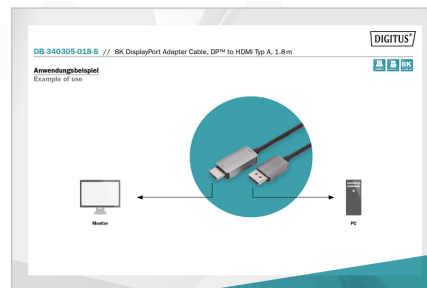 DIGITUS®
DB-340305-018-S // 8K DisplayPort Adapter Cable, DP™ to HDMI Typ A, 1.8 m
Anwendungsbeispiel
Example of use
8K
Monitor
PC